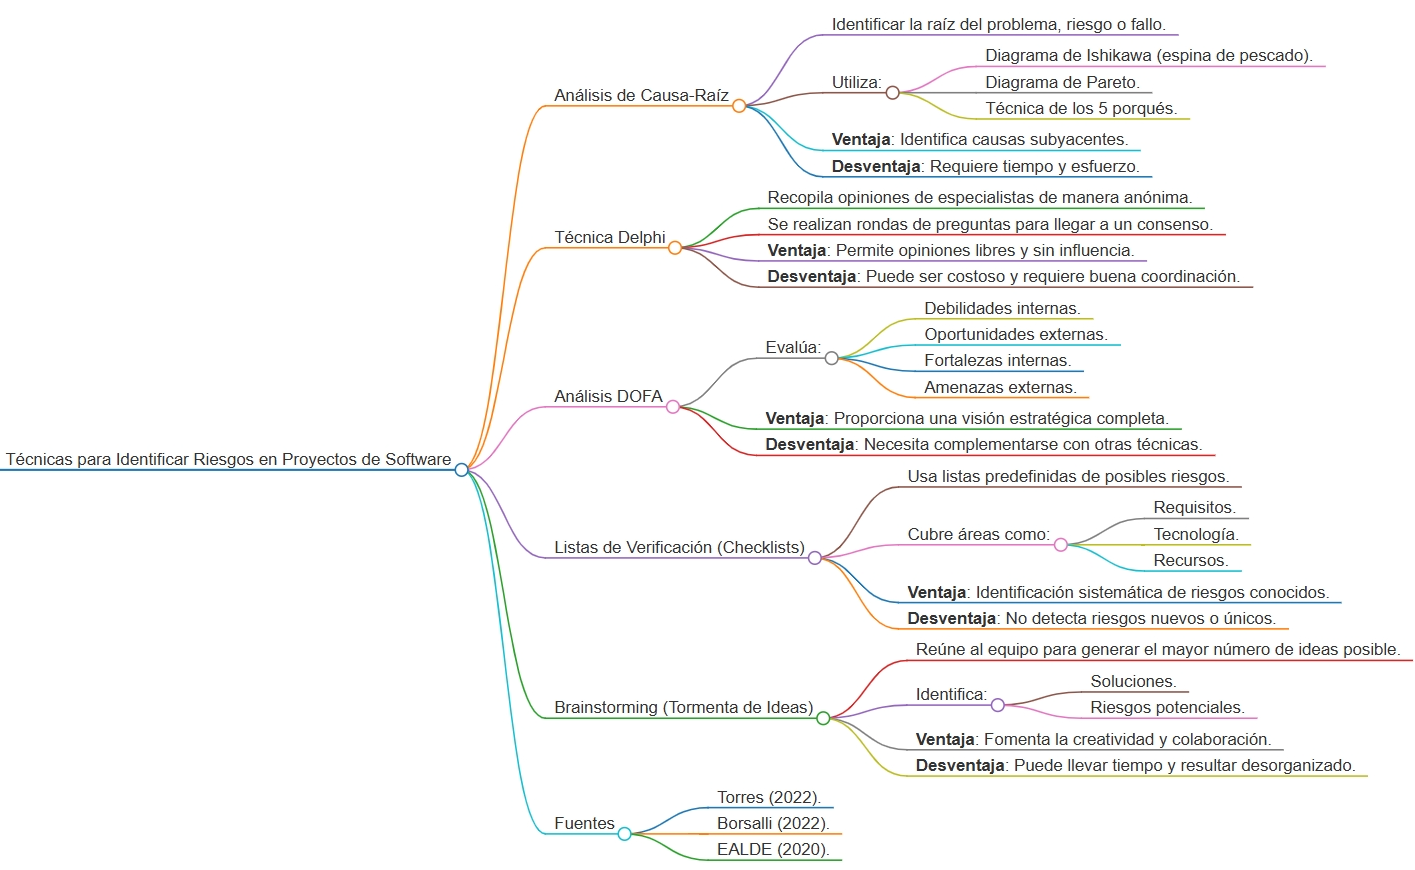 Técnicas para Identificar Riesgos en Proyectos de Software
Análisis de Causa-Raíz
Identificar la raíz del problema, riesgo o fallo.
Utiliza:
Diagrama de Ishikawa (espina de pescado).
Diagrama de Pareto.
Técnica de los 5 porqués.
Ventaja: Identifica causas subyacentes.
Desventaja: Requiere tiempo y esfuerzo.
Técnica Delphi
Recopila opiniones de especialistas de manera anónima.
Se realizan rondas de preguntas para llegar a un consenso.
Ventaja: Permite opiniones libres y sin influencia.
Desventaja: Puede ser costoso y requiere buena coordinación.
Análisis DOFA
Evalúa:
Debilidades internas.
Oportunidades externas.
Fortalezas internas.
Amenazas externas.
Ventaja: Proporciona una visión estratégica completa.
Desventaja: Necesita complementarse con otras técnicas.
Listas de Verificación (Checklists)
Usa listas predefinidas de posibles riesgos.
Cubre áreas como:
Requisitos.
Tecnología.
Recursos.
Ventaja: Identificación sistemática de riesgos conocidos.
Desventaja: No detecta riesgos nuevos o únicos.
Brainstorming (Tormenta de Ideas)
Reúne al equipo para generar el mayor número de ideas posible.
Identifica:
Soluciones.
Riesgos potenciales.
Ventaja: Fomenta la creatividad y colaboración.
Desventaja: Puede llevar tiempo y resultar desorganizado.
Fuentes
Torres (2022).
Borsalli (2022).
EALDE (2020).